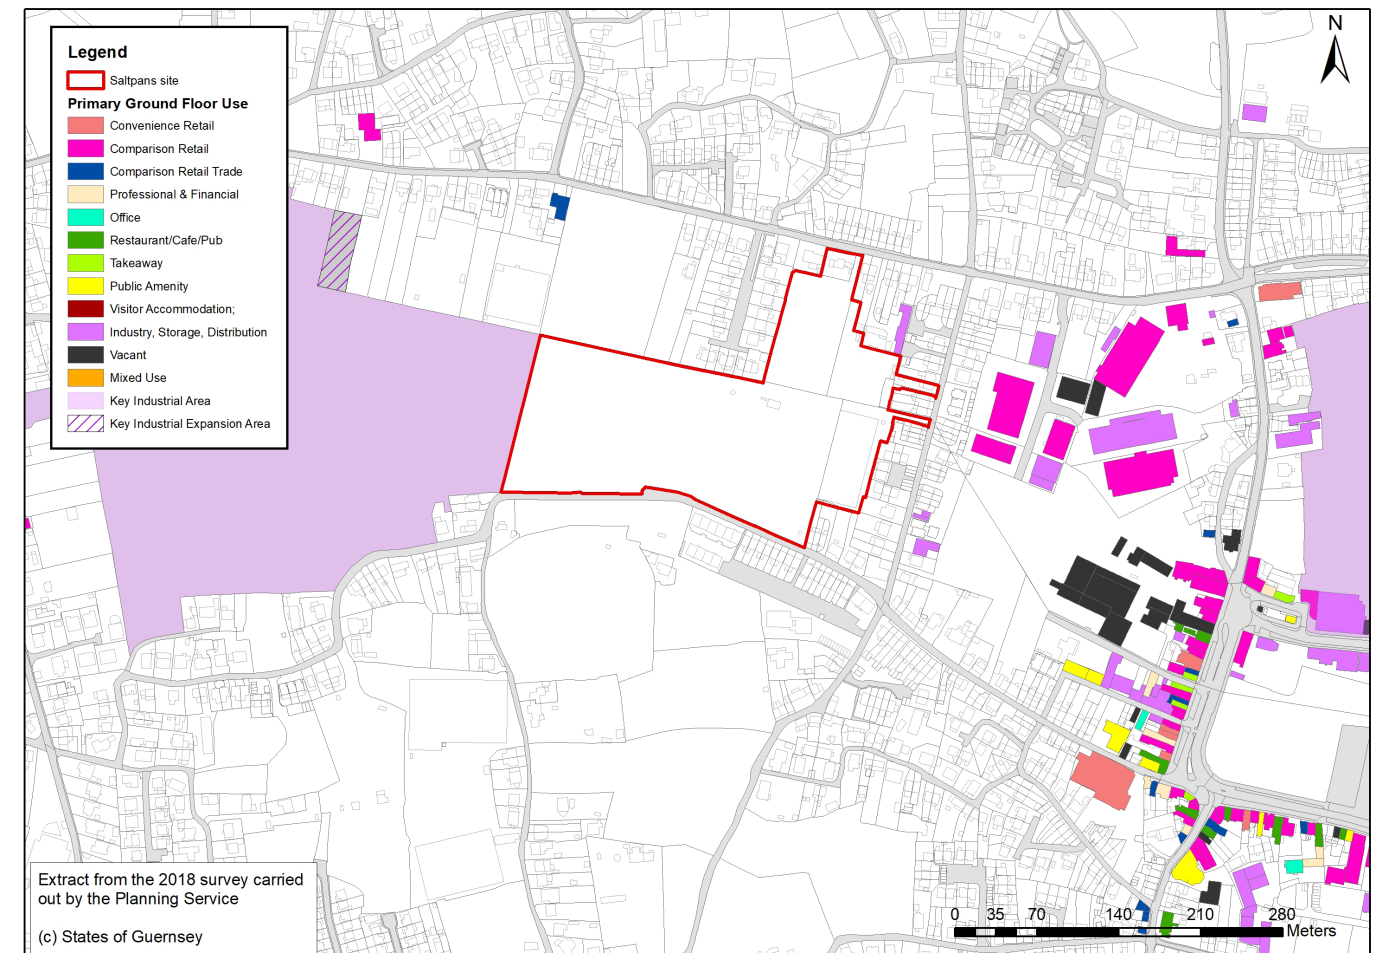 Legend
Saltpans site
Primary Ground Floor Use
Convenience Retail
Comparison Retail
Comparison Retail Trade
Professional & Financial
Office
Restaurant/Cafe/Pub
Takeaway
Public Amenity
Visitor Accommodation;
Industry, Storage, Distribution
Vacant
Mixed Use
Key Industrial Area
Key Industrial Expansion Area
N
Extract from the 2018 survey carried
out by the Planning Service
(c) States of Guernsey
0 35 70 140 210 280
Meters